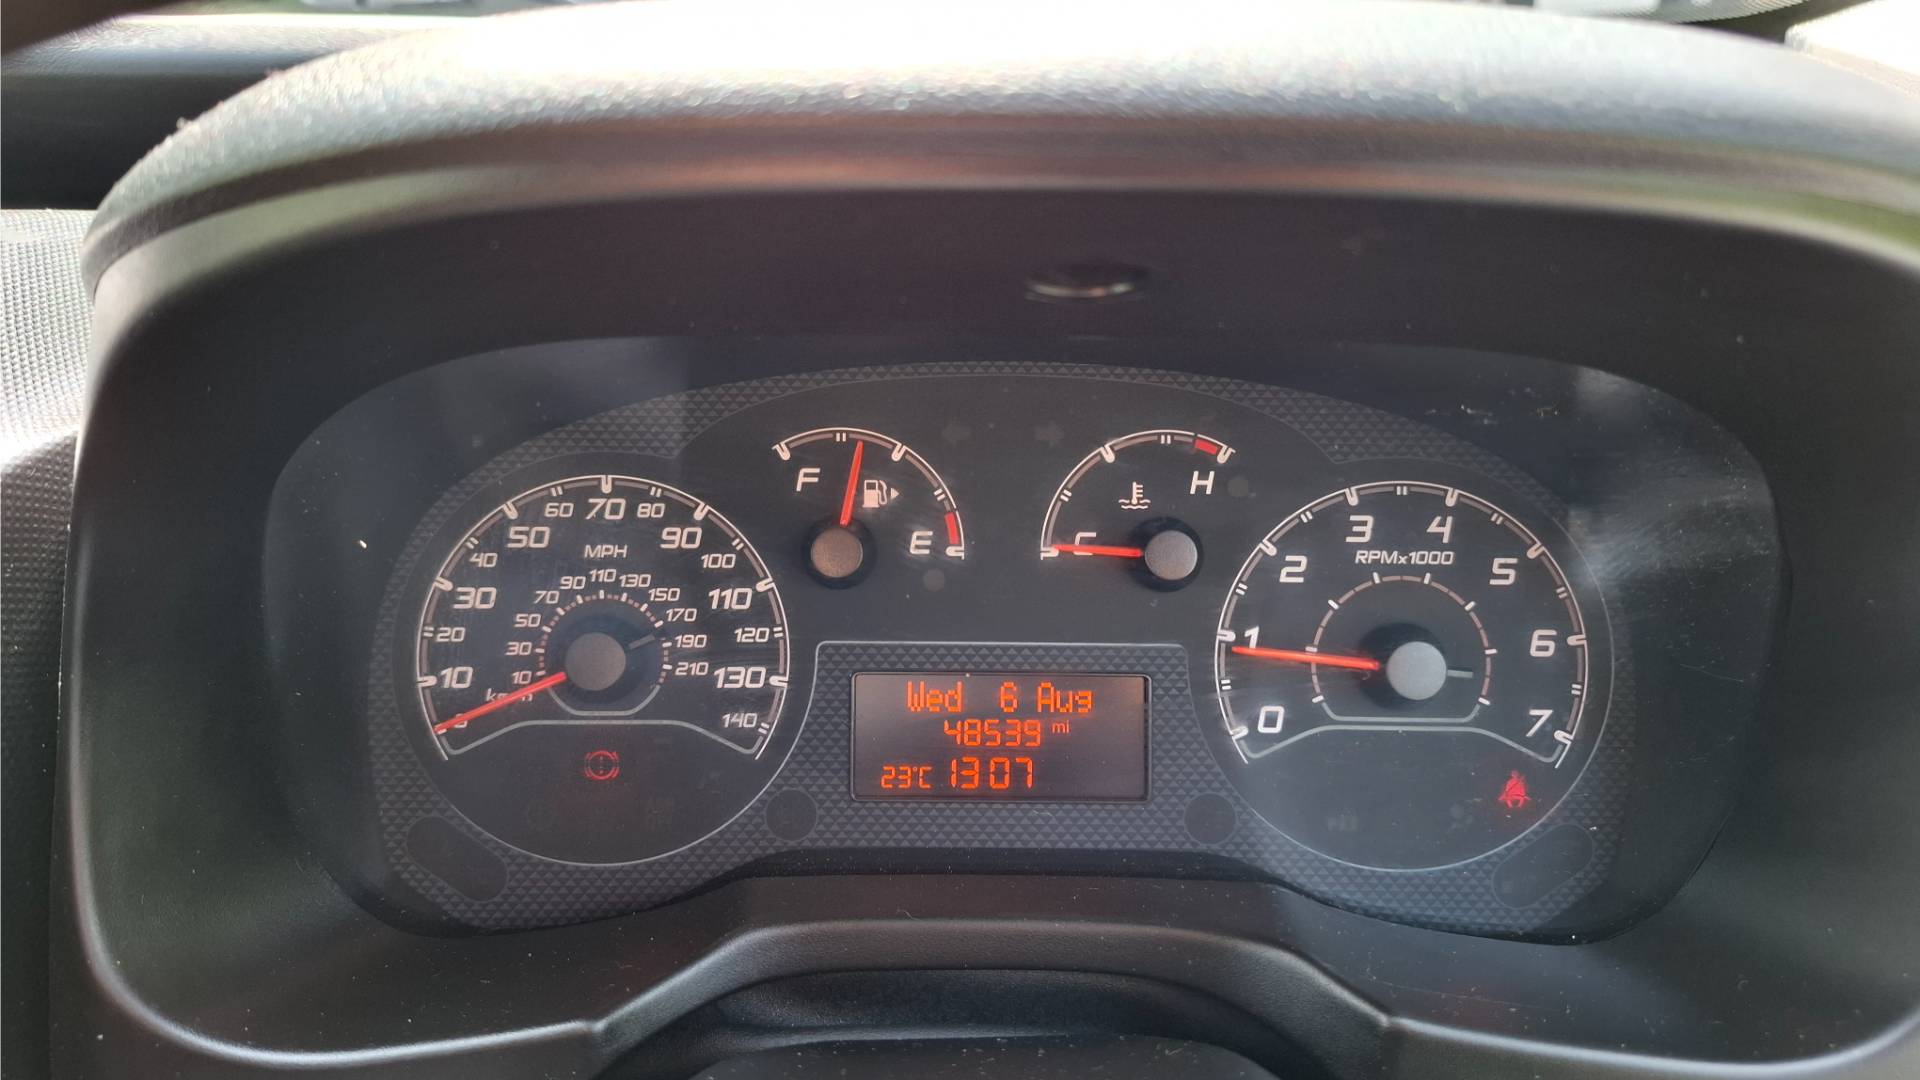 60 70 80
50 90
40 MPH 100
30 110
20 120
10 130
140
90 110 130
70 150
50 170
30 190
10 210
F
E
C
H
3 4
RPMx1000
2 5
1 6
0 7
Wed 6 Aug
48539 mi
23°C 1307